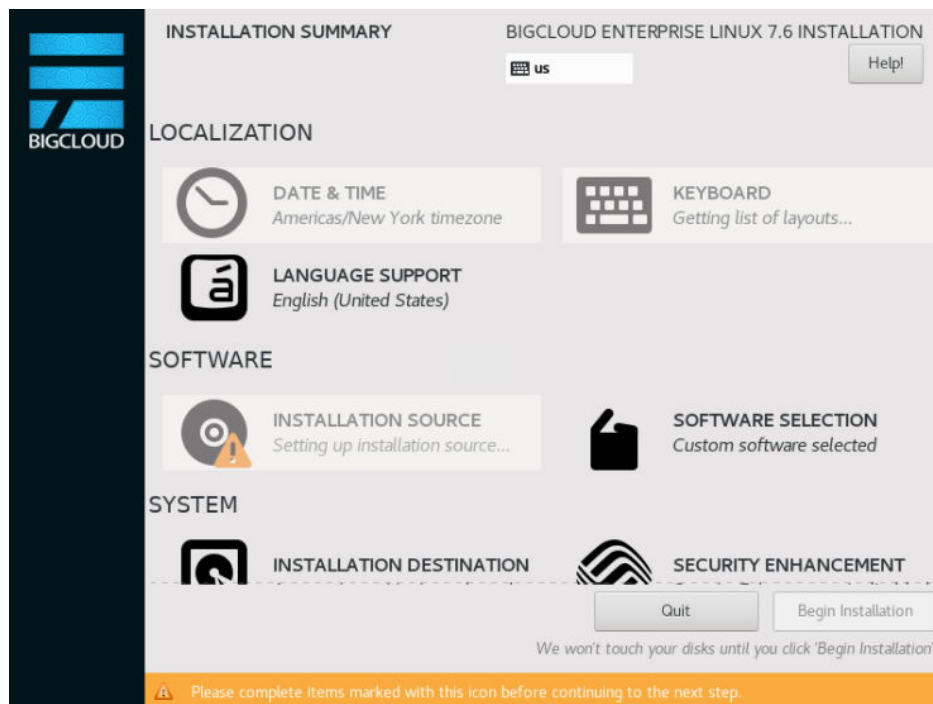 INSTALLATION SUMMARY
BIGCLOUD ENTERPRISE LINUX 7.6 INSTALLATION
us
Help!
BIGCLOUD
LOCALIZATION
DATE & TIME
Americas/New York timezone
KEYBOARD
Getting list of layouts...
á
LANGUAGE SUPPORT
English (United States)
SOFTWARE
INSTALLATION SOURCE
Setting up installation source...
SOFTWARE SELECTION
Custom software selected
SYSTEM
INSTALLATION DESTINATION
SECURITY ENHANCEMENT
Quit
Begin Installation
We won't touch your disks until you click 'Begin Installation'
Please complete items marked with this icon before continuing to the next step.